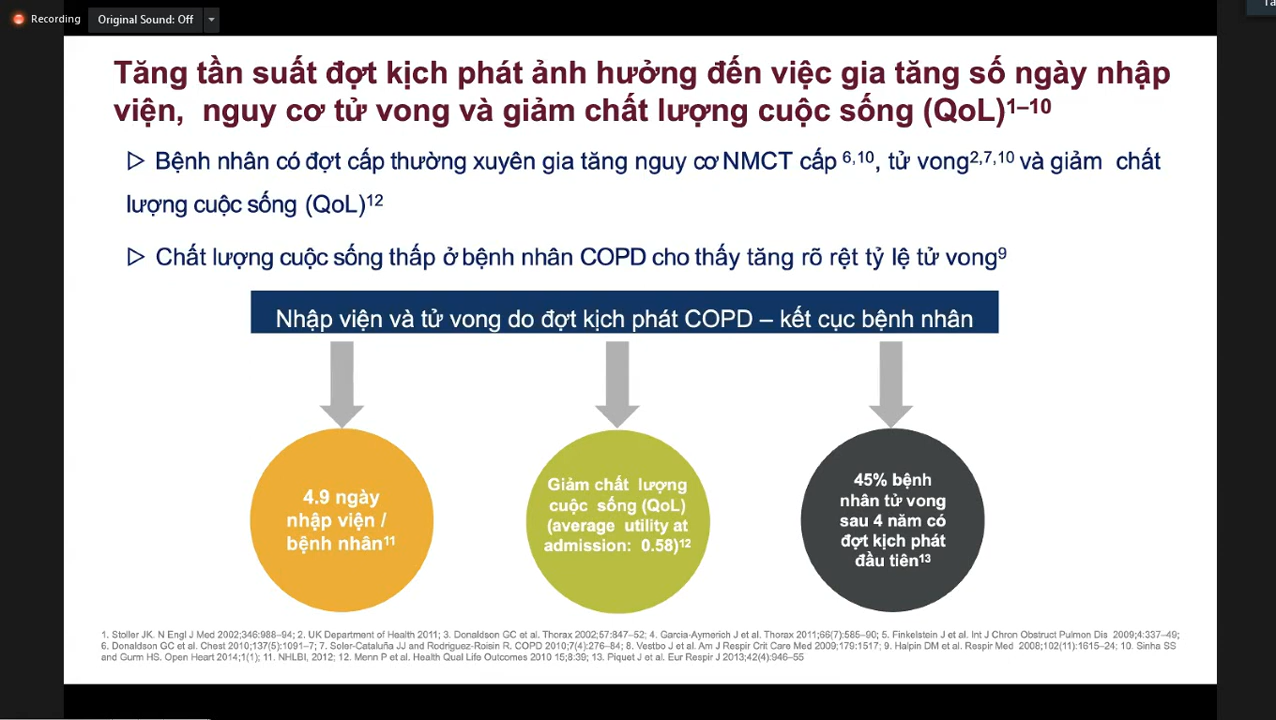 Recording
Original Sound: Off
Ta
Tăng tần suất đợt kịch phát ảnh hưởng đến việc gia tăng số ngày nhập
viện, nguy cơ tử vong và giảm chất lượng cuộc sống (QoL)1–10
Bệnh nhân có đợt cấp thường xuyên gia tăng nguy cơ NMCT cấp 6,10, tử vong2,7,10 và giảm chất
lượng cuộc sống (QoL)12
Chất lượng cuộc sống thấp ở bệnh nhân COPD cho thấy tăng rõ rệt tỷ lệ tử vong9
Nhập viện và tử vong do đợt kịch phát COPD – kết cục bệnh nhân
4.9 ngày
nhập viện /
bệnh nhân11
Giảm chất lượng
cuộc sống (QoL)
(average utility at
admission: 0.58)12
45% bệnh
nhân tử vong
sau 4 năm có
đợt kịch phát
đầu tiên13
1. Stoller JK. N Engl J Med 2002;346:988–94; 2. UK Department of Health 2011; 3. Donaldson GC et al. Thorax 2002;57:847–52; 4. Garcia-Aymerich J et al. Thorax 2011;66(7):585–90; 5. Finkelstein J et al. Int J Chron Obstruct Pulmon Dis 2009;4:337–49;
6. Donaldson GC et al. Chest 2010;137(5):1091–7; 7. Soler-Cataluña JJ and Rodriguez-Roisin R. COPD 2010;7(4):276–84; 8. Vestbo J et al. Am J Respir Crit Care Med 2009;179:1517; 9. Halpin DM et al. Respir Med 2008;102(11):1615–24; 10. Sinha SS
and Gurm HS. Open Heart 2014;1(1); 11. NHLBI, 2012; 12. Menn P et al. Health Qual Life Outcomes 2010 15;8:39; 13. Piquet J et al. Eur Respir J 2013;42(4):946–55